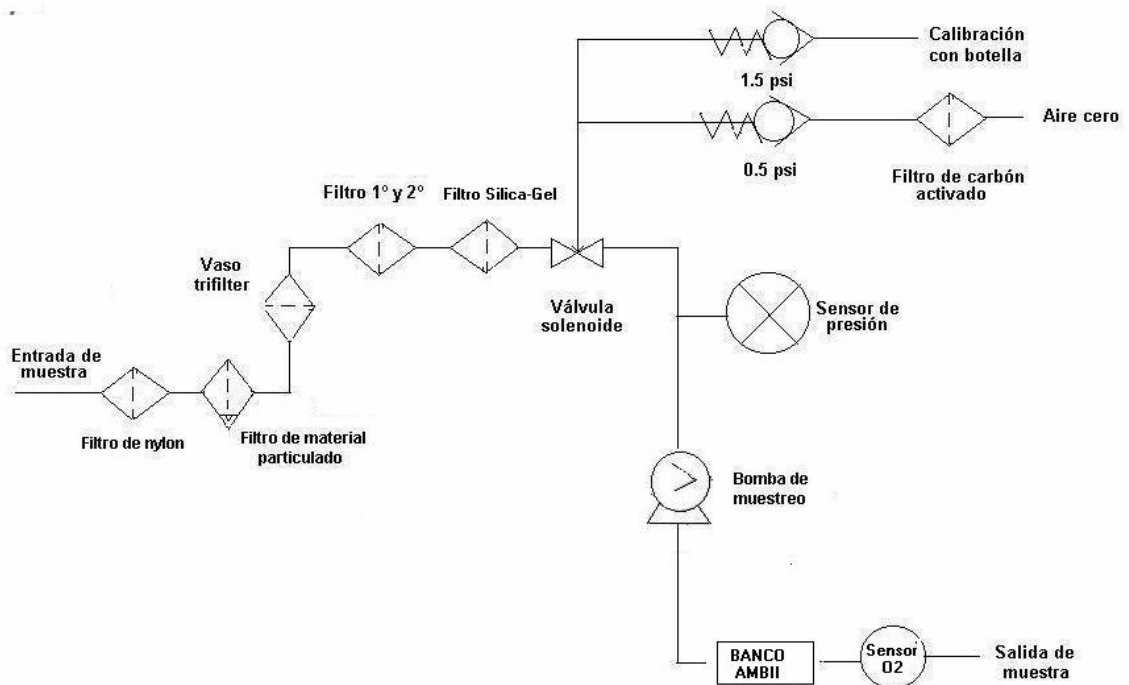 Calibración
con botella
1.5 psi
Aire cero
0.5 psi
Filtro de carbón
activado
Filtro 1º y 2º
Filtro Silica-Gel
Vaso
trifilter
Válvula
solenoide
Sensor de
presión
Entrada de
muestra
Filtro de nylon
Filtro de material
particulado
Bomba de
muestreo
BANCO
AMBII
Sensor
O2
Salida de
muestra